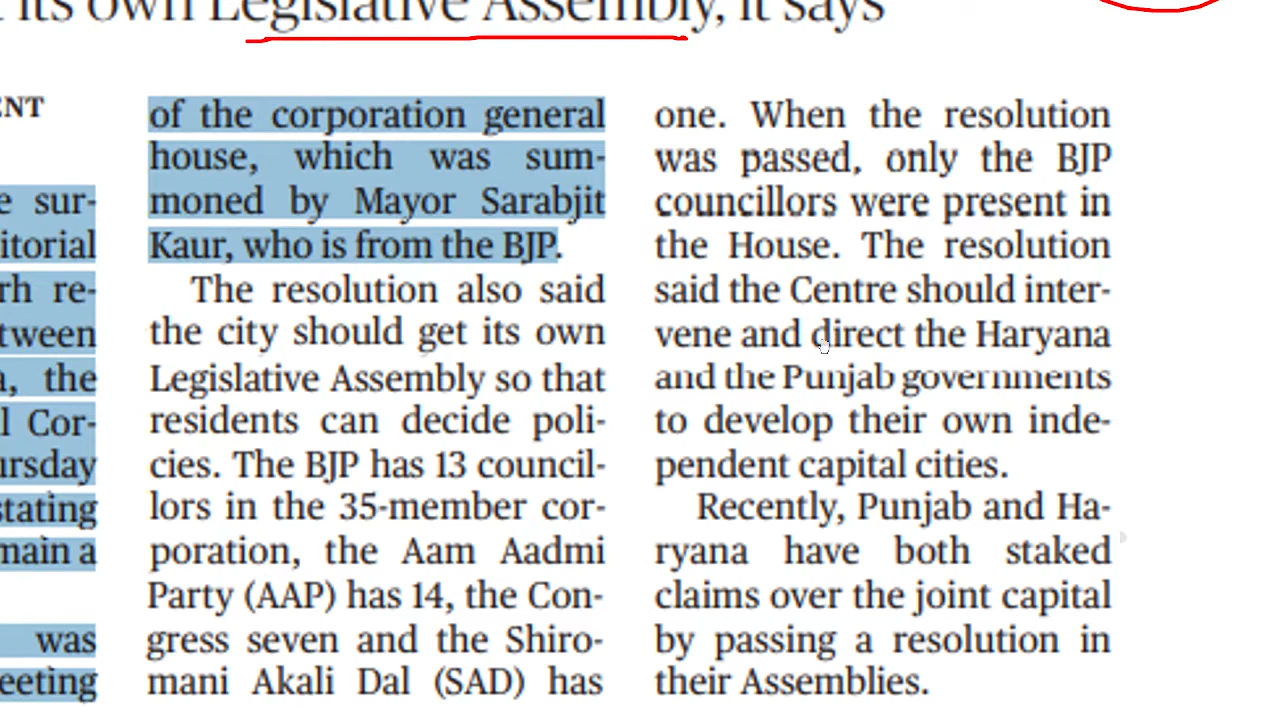 its own Legislative Assembly, it says
ENT
e sur-
itorial
rh re-
tween
a, the
l Cor-
ursday
stating
main a
was
eeting
of the corporation general
house, which was sum-
moned by Mayor Sarabjit
Kaur, who is from the BJP.
The resolution also said
the city should get its own
Legislative Assembly so that
residents can decide poli-
cies. The BJP has 13 council-
lors in the 35-member cor-
poration, the Aam Aadmi
Party (AAP) has 14, the Con-
gress seven and the Shiro-
mani Akali Dal (SAD) has
one. When the resolution
was passed, only the BJP
councillors were present in
the House. The resolution
said the Centre should inter-
vene and direct the Haryana
and the Punjab governments
to develop their own inde-
pendent capital cities.
Recently, Punjab and Ha-
ryana have both staked
claims over the joint capital
by passing a resolution in
their Assemblies.